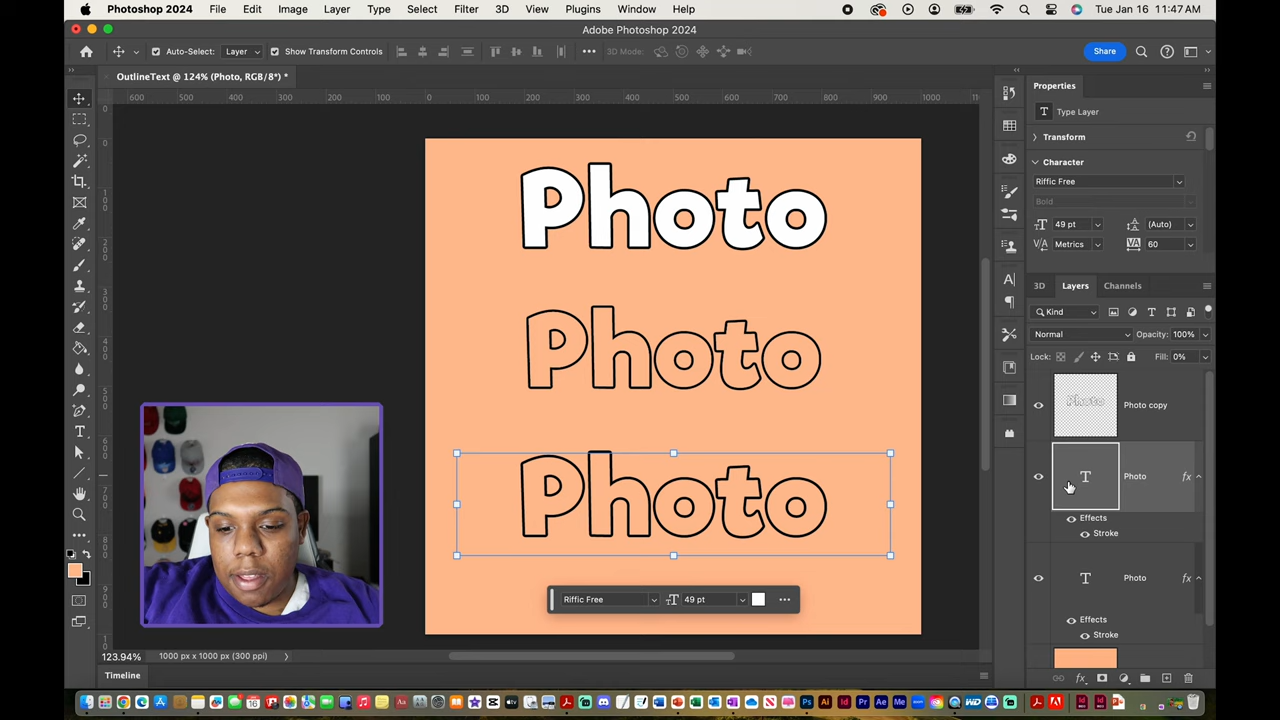 Photoshop 2024 File Edit Image Layer Type Select Filter 3D View Plugins Window Help Tue Jan 16 11:47AM
Adobe Photoshop 2024
Auto-Select: Layer Show Transform Controls 3D Mode: Share
OutlineText @ 124% (Photo, RGB/8*) *
600 500 400 300 200 100 0 100 200 300 400 500 600 700 800 900 1000
Properties
T Type Layer
Transform
Character
Riffic Free
Bold
49 pt (Auto)
Metrics 60
3D Layers Channels
Kind
Normal Opacity: 100%
Lock: Fill: 0%
Photo copy
T Photo fx
Effects
Stroke
T Photo fx
Effects
Stroke
Photo
Photo
Photo
Riffic Free 49 pt
123.94% 1000 px x 1000 px (300 ppi)
Timeline